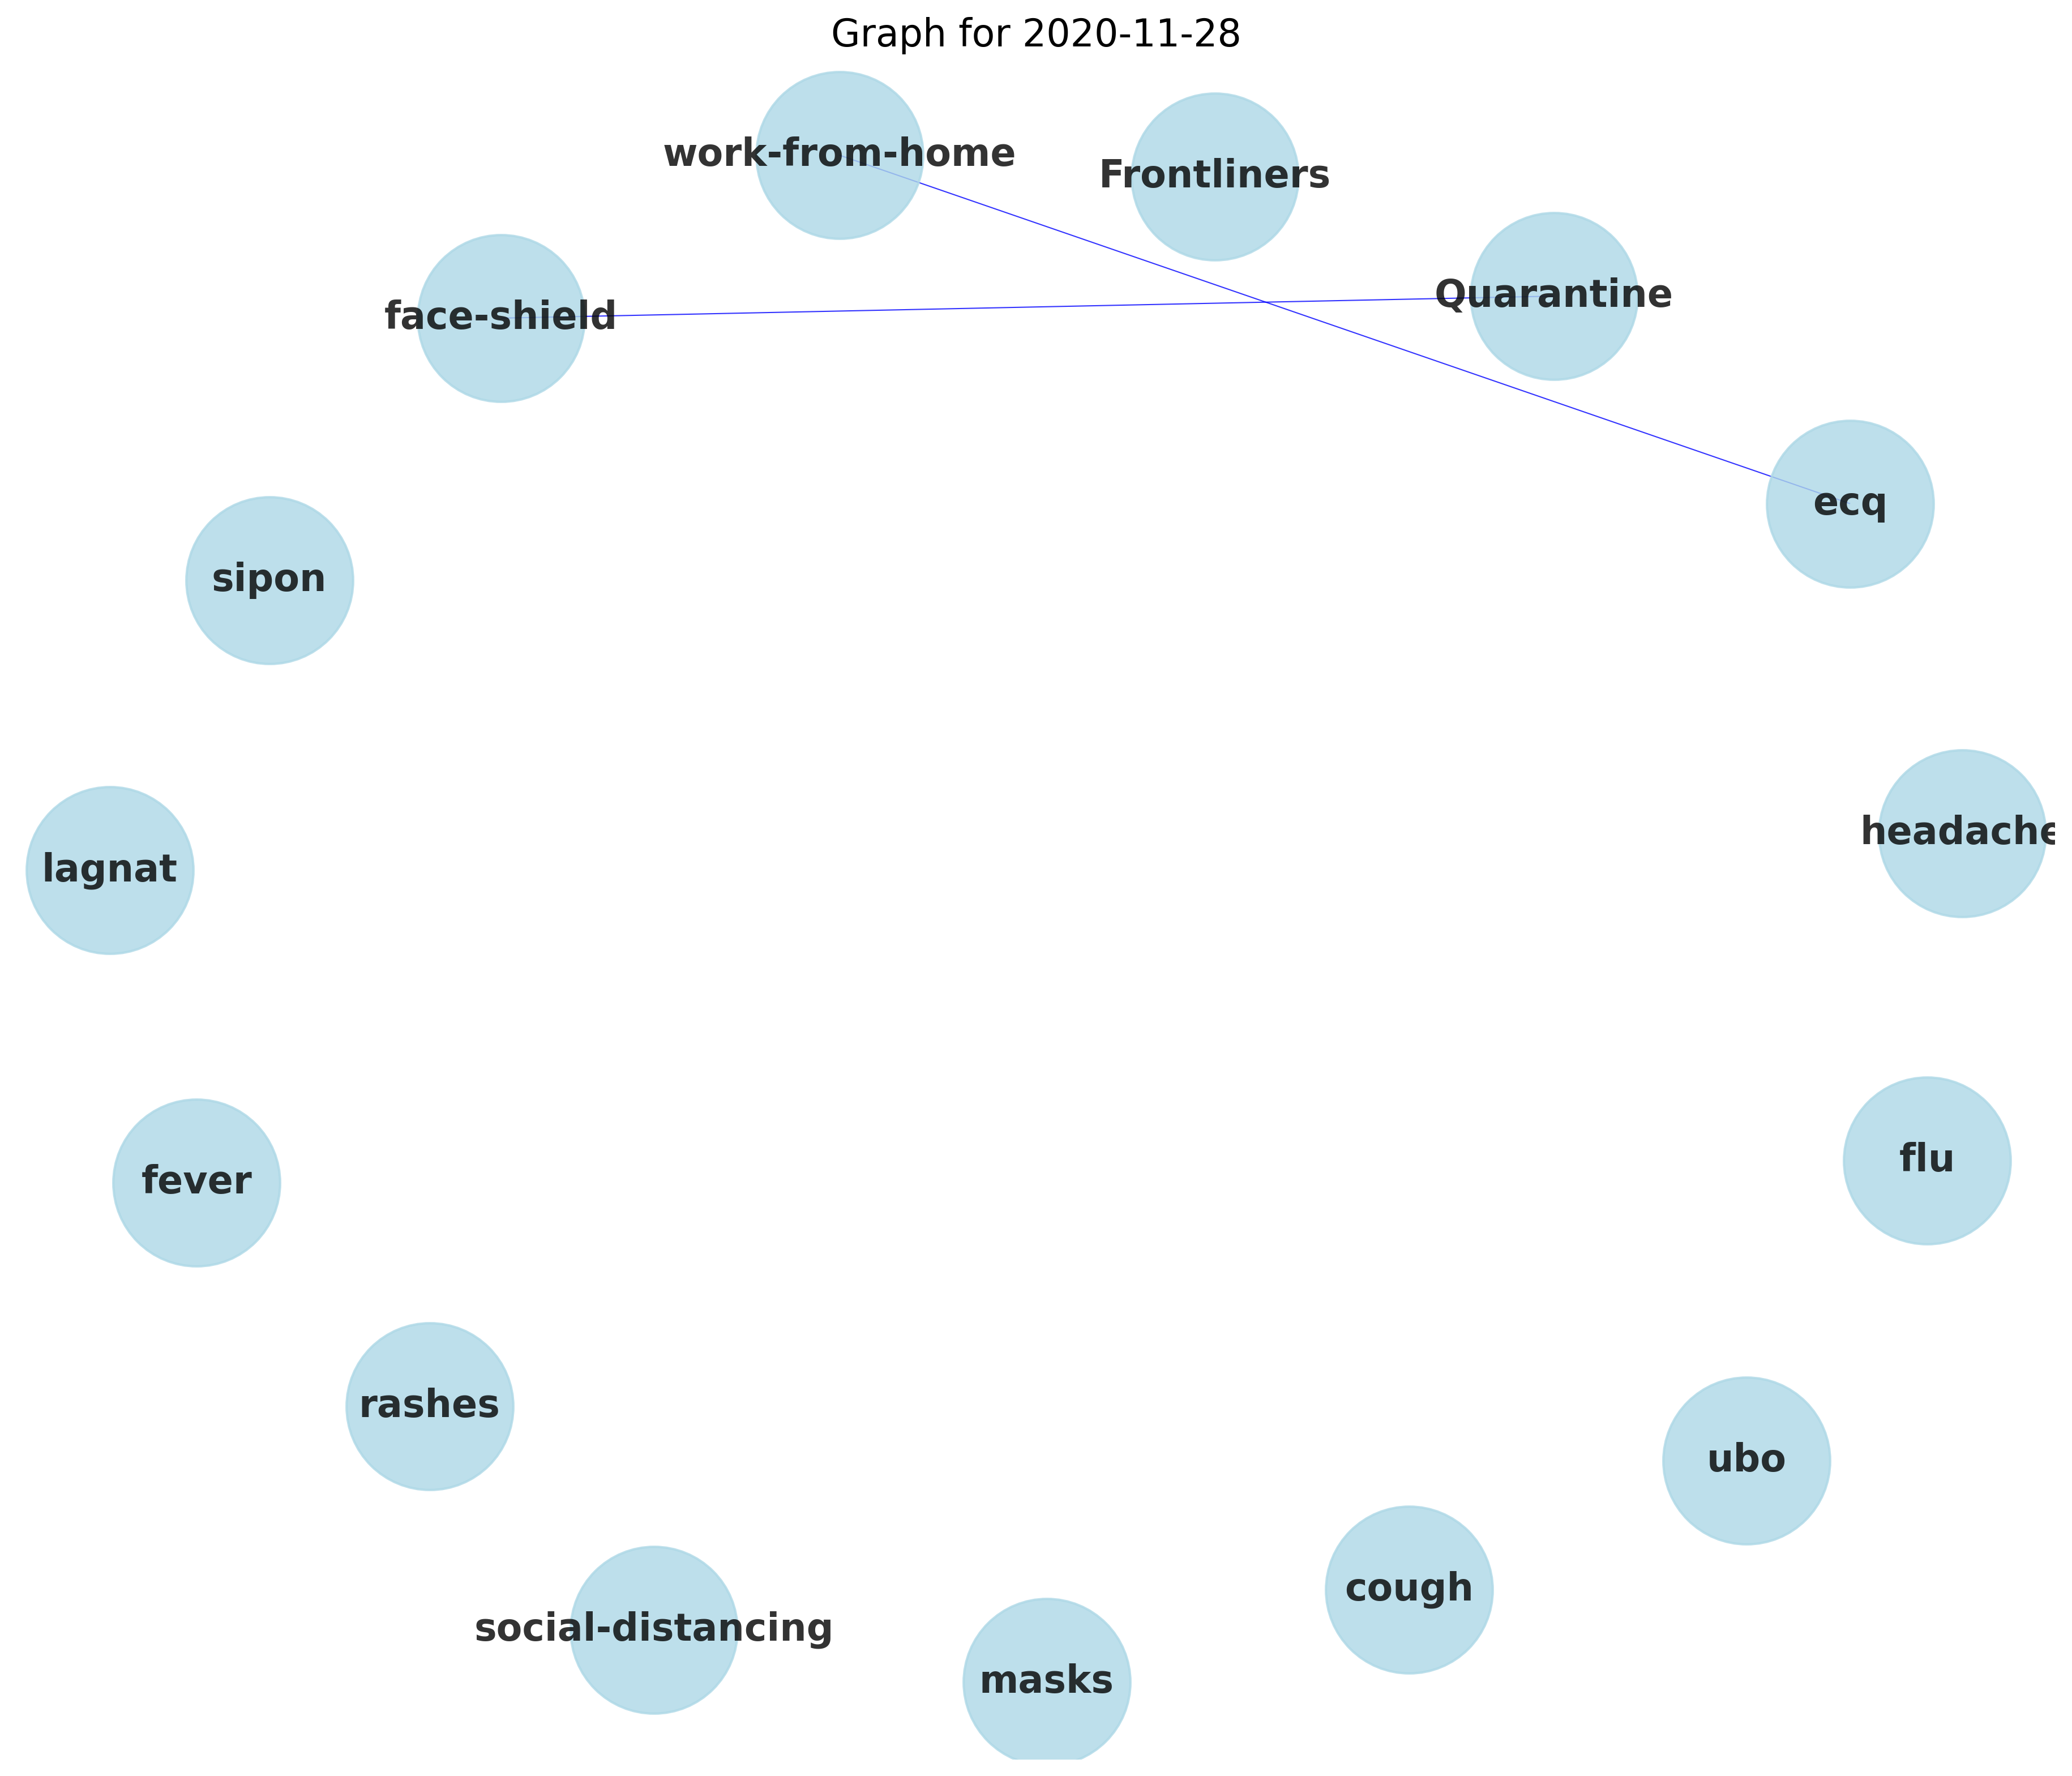 Graph for 2020-11-28
work-from-home
Frontliners
Quarantine
face-shield
ecq
sipon
headache
lagnat
flu
fever
rashes
ubo
cough
social-distancing
masks